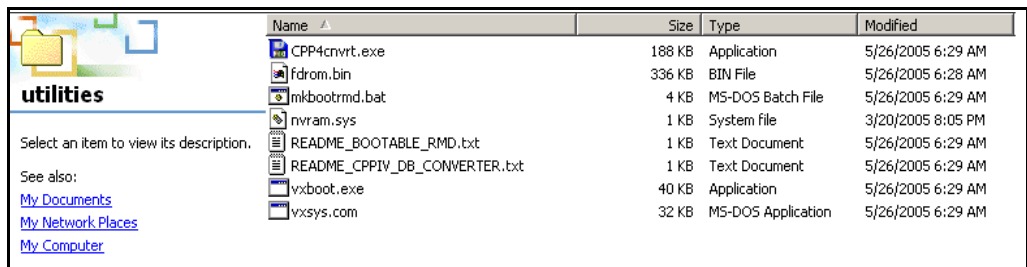 Name Size Type Modified
CPP4cnvrt.exe 188 KB Application 5/26/2005 6:29 AM
fdrom.bin 336 KB BIN File 5/26/2005 6:28 AM
mkbootrmd.bat 4 KB MS-DOS Batch File 5/26/2005 6:29 AM
nvram.sys 1 KB System file 3/20/2005 8:05 PM
README_BOOTABLE_RMD.txt 1 KB Text Document 5/26/2005 6:29 AM
README_CPPIV_DB_CONVERTER.txt 1 KB Text Document 5/26/2005 6:29 AM
vxboot.exe 40 KB Application 5/26/2005 6:29 AM
vxsys.com 32 KB MS-DOS Application 5/26/2005 6:29 AM
utilities
Select an item to view its description.
See also:
My Documents
My Network Places
My Computer